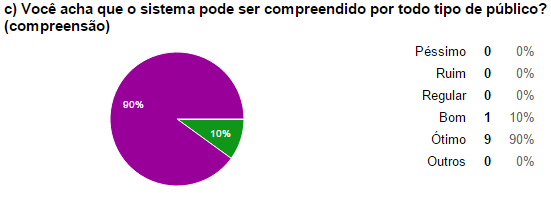 c) Você acha que o sistema pode ser compreendido por todo tipo de público?
(compreensão)
90%
10%
Péssimo 0 0%
Ruim 0 0%
Regular 0 0%
Bom 1 10%
Ótimo 9 90%
Outros 0 0%